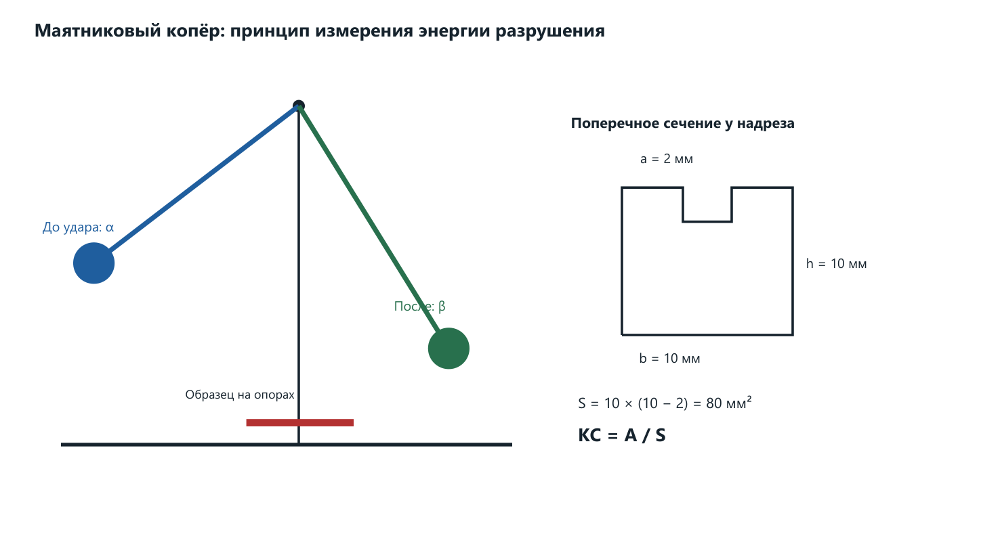 Маятниковый копёр: принцип измерения энергии разрушения
До удара: α
После: β
Образец на опорах
Поперечное сечение у надреза
a = 2 мм
h = 10 мм
b = 10 мм
S = 10 × (10 − 2) = 80 мм²
KC = A / S